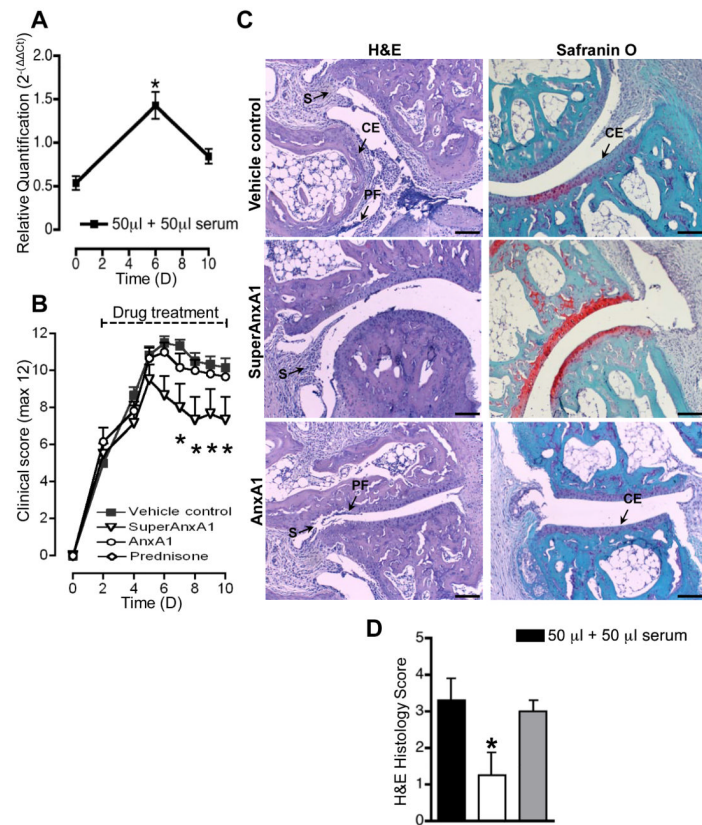 A
Relative Quantification (2^-(ΔΔCt))
2.0
1.5
1.0
0.5
0.0
*
50µl + 50µl serum
0 2 4 6 8 10
Time (D)
B
Drug treatment
Clinical score (max 12)
12
10
8
6
4
2
0
* * * *
Vehicle control
SuperAnxA1
AnxA1
Prednisone
0 2 4 6 8 10
Time (D)
C
H&E
Safranin O
Vehicle control
S
CE
PF
CE
SuperAnxA1
S
AnxA1
PF
S
CE
D
50 µl + 50 µl serum
H&E Histology Score
5
4
3
2
1
0
*